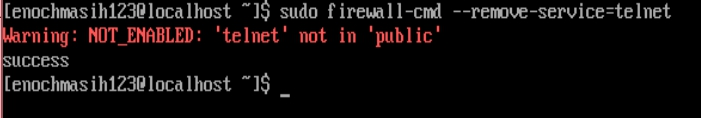 [enochmasih123@localhost ~]$ sudo firewall-cmd --remove-service=telnet
Warning: NOT_ENABLED: 'telnet' not in 'public'
success
[enochmasih123@localhost ~]$ _